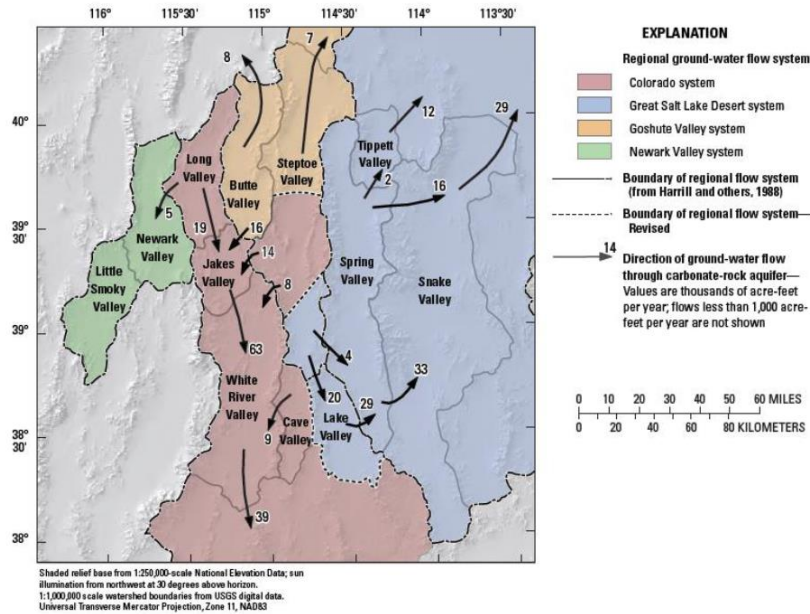 116° 115°30' 115° 114°30' 114° 113°30'
40°
39°
30'
39°
38°
30'
38°
8
7
12
29
Long
Valley
Butte
Valley
Steptoe
Valley
Tippett
Valley
2
16
5
19
16
Newark
Valley
Little
Smoky
Valley
Jakes
Valley
14
8
Spring
Valley
Snake
Valley
63
4
33
White
River
Valley
20
29
9
Cave
Valley
Lake
Valley
39
EXPLANATION
Regional ground-water flow system
Colorado system
Great Salt Lake Desert system
Goshute Valley system
Newark Valley system
Boundary of regional flow system
(from Harrill and others, 1988)
Boundary of regional flow system—
Revised
14
Direction of ground-water flow
through carbonate-rock aquifer—
Values are thousands of acre-feet
per year; flows less than 1,000 acre-
feet per year are not shown
0 10 20 30 40 50 60 MILES
0 20 40 60 80 KILOMETERS
Shaded relief base from 1:250,000-scale National Elevation Data; sun
illumination from northwest at 30 degrees above horizon.
1:1,000,000 scale watershed boundaries from USGS digital data.
Universal Transverse Mercator Projection, Zone 11, NAD83